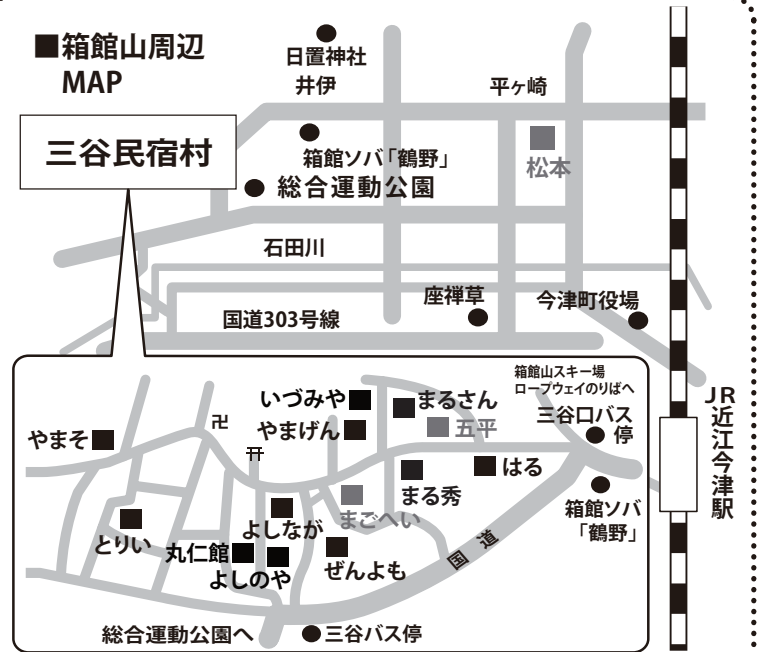 ■箱館山周辺
MAP
日置神社
井伊
平ヶ崎
三谷民宿村
箱館ソバ「鶴野」
松本
総合運動公園
石田川
座禅草
今津町役場
国道303号線
箱館山スキー場
ロープウェイのりばへ
JR近江今津駅
いづみや
まるさん
三谷口バス
停
やまそ
卍
やまげん
五平
はる
まる秀
箱館ソバ
「鶴野」
とりい
よしなが
まごへい
丸仁館
よしのや
ぜんよも
国道
総合運動公園へ
三谷バス停